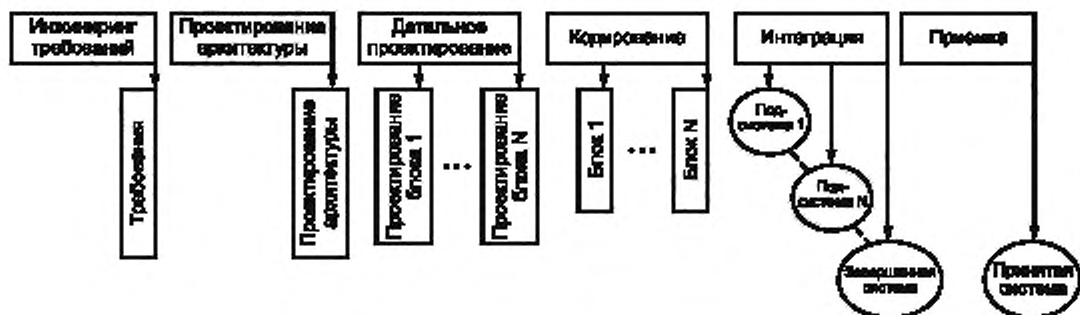 Инжиниринг
требований
Проектирование
архитектуры
Детальное
проектирование
Кодирование
Интеграция
Приемка
Требования
Проектирование
архитектуры
Проектирование
блока 1
...
Проектирование
блока N
Блок 1
...
Блок N
Под-
система 1
Под-
система N
Завершенная
система
Принятая
система